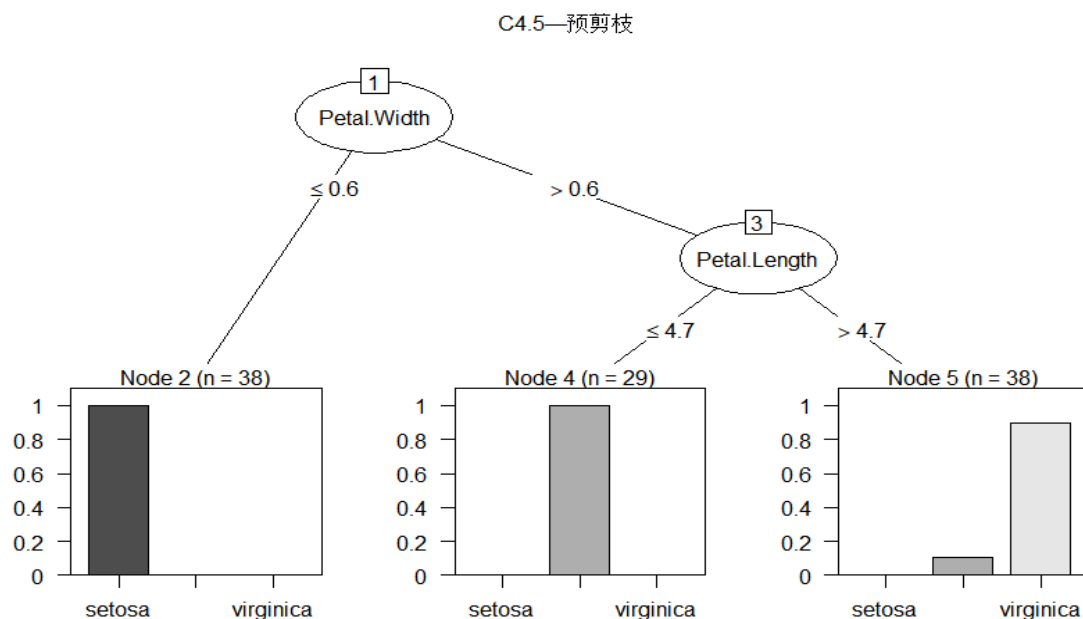 C4.5—预剪枝
1
Petal.Width
≤ 0.6
> 0.6
3
Petal.Length
≤ 4.7
> 4.7
Node 2 (n = 38)
1
0.8
0.6
0.4
0.2
0
setosa
virginica
Node 4 (n = 29)
1
0.8
0.6
0.4
0.2
0
setosa
virginica
Node 5 (n = 38)
1
0.8
0.6
0.4
0.2
0
setosa
virginica